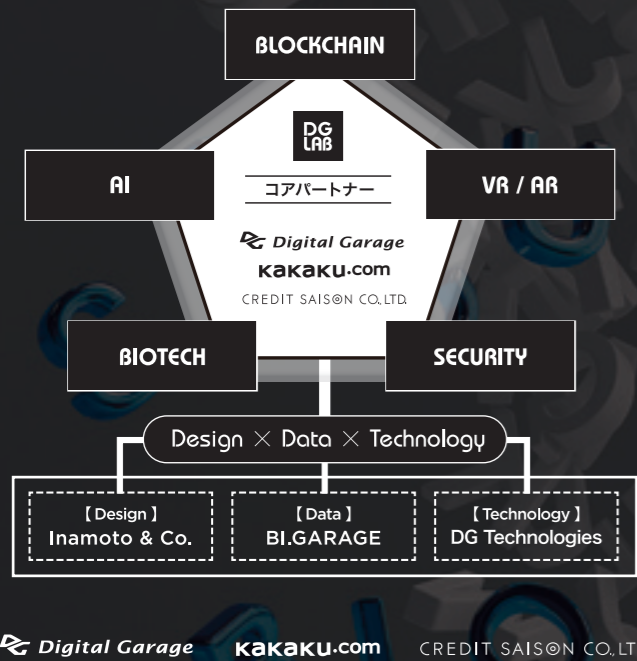 BLOCKCHAIN
DG
LAB
AI
コアパートナー
VR / AR
Digital Garage
Kakaku.com
CREDIT SAISON CO.,LTD.
BIOTECH
SECURITY
Design × Data × Technology
【 Design 】
Inamoto & Co.
【 Data 】
BI.GARAGE
【 Technology 】
DG Technologies
Digital Garage
Kakaku.com
CREDIT SAISON CO.,LT